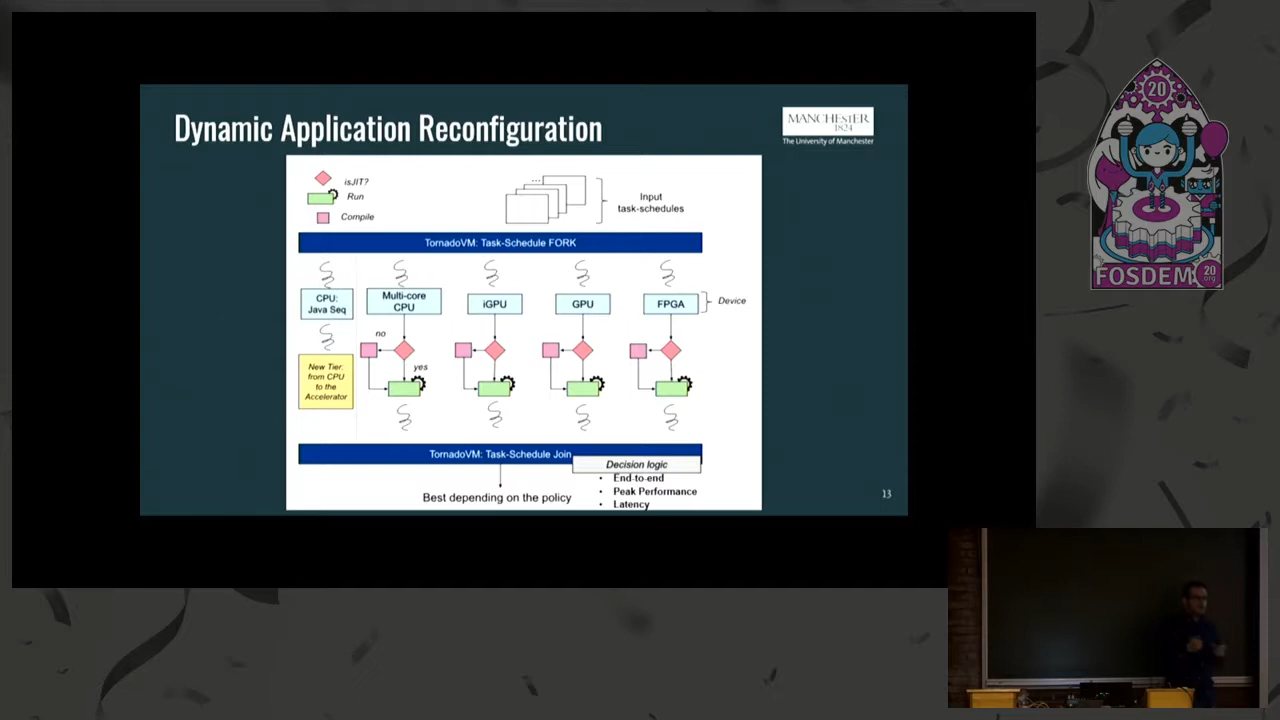 Dynamic Application Reconfiguration
MANCHESTER
1824
The University of Manchester
isJIT?
Run
Compile
...
Input
task-schedules
TornadoVM: Task-Schedule FORK
CPU:
Java Seq
Multi-core
CPU
iGPU
GPU
FPGA
Device
no
yes
New Tier:
from CPU
to the
Accelerator
TornadoVM: Task-Schedule Join
Decision logic
• End-to-end
• Peak Performance
• Latency
Best depending on the policy
13
20
FOSDEM
20
.org